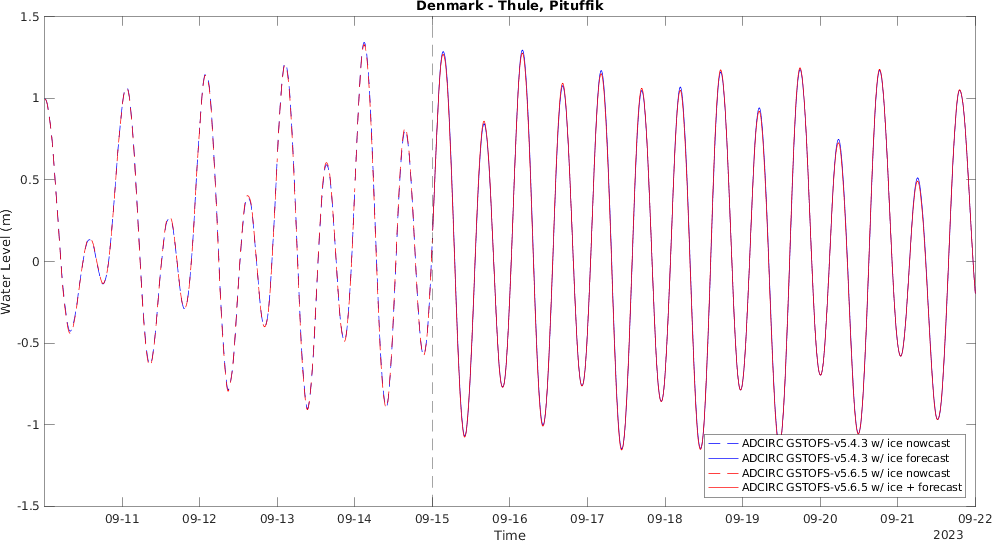 Denmark - Thule, Pituffik
1.5
1
0.5
0
-0.5
-1
-1.5
Water Level (m)
09-11 09-12 09-13 09-14 09-15 09-16 09-17 09-18 09-19 09-20 09-21 09-22
Time
2023
ADCIRC GSTOFS-v5.4.3 w/ ice nowcast
ADCIRC GSTOFS-v5.4.3 w/ ice forecast
ADCIRC GSTOFS-v5.6.5 w/ ice nowcast
ADCIRC GSTOFS-v5.6.5 w/ ice + forecast